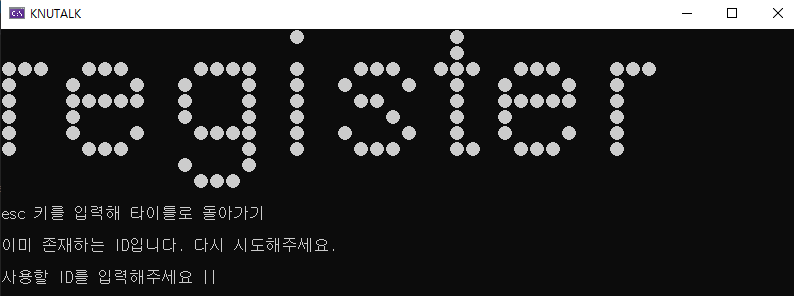 KNUTALK
register
esc 키를 입력해 타이틀로 돌아가기
이미 존재하는 ID입니다. 다시 시도해주세요.
사용할 ID를 입력해주세요 ||